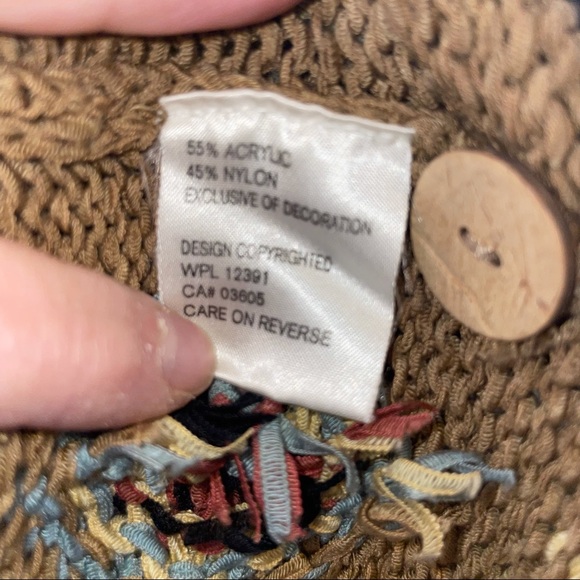 55% ACRYLIC
45% NYLON
EXCLUSIVE OF DECORATION
DESIGN COPYRIGHTED
WPL 12391
CA# 03605
CARE ON REVERSE